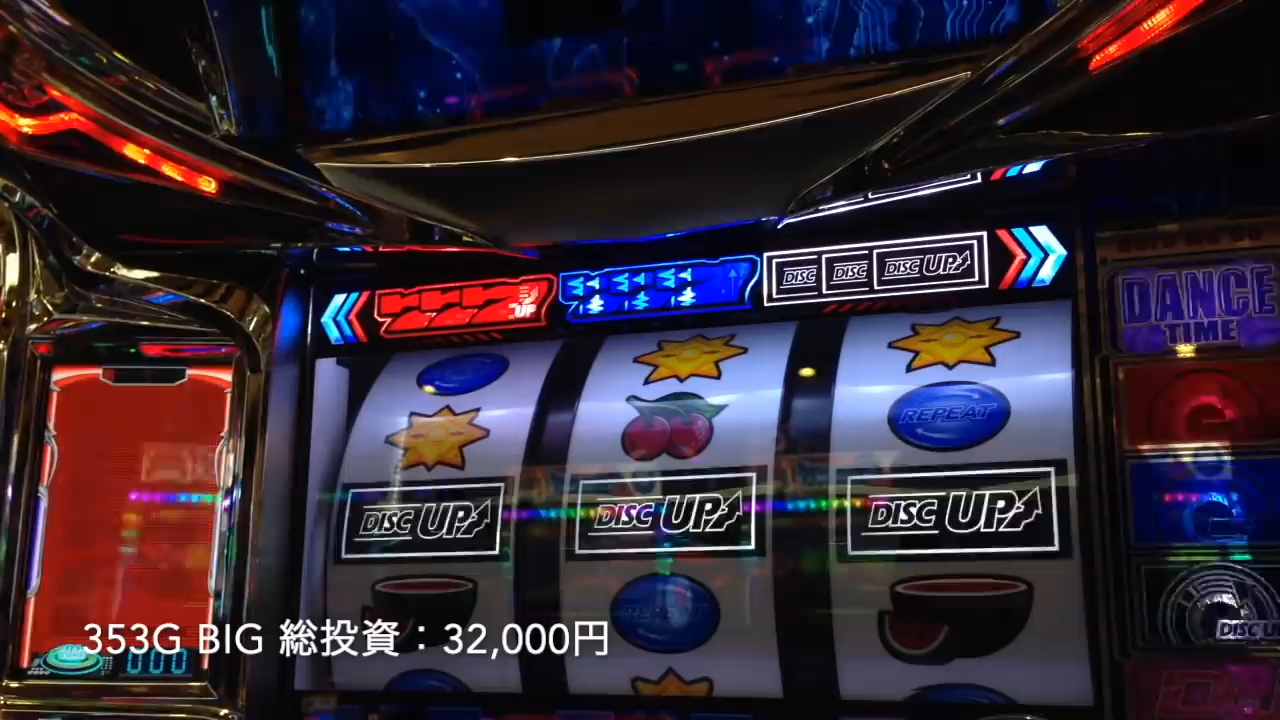 DISC DISC DISC UP
DANCE
TIME
REPEAT
DISC UP DISC UP DISC UP
REPEAT
353G BIG 総投資：32,000円
000